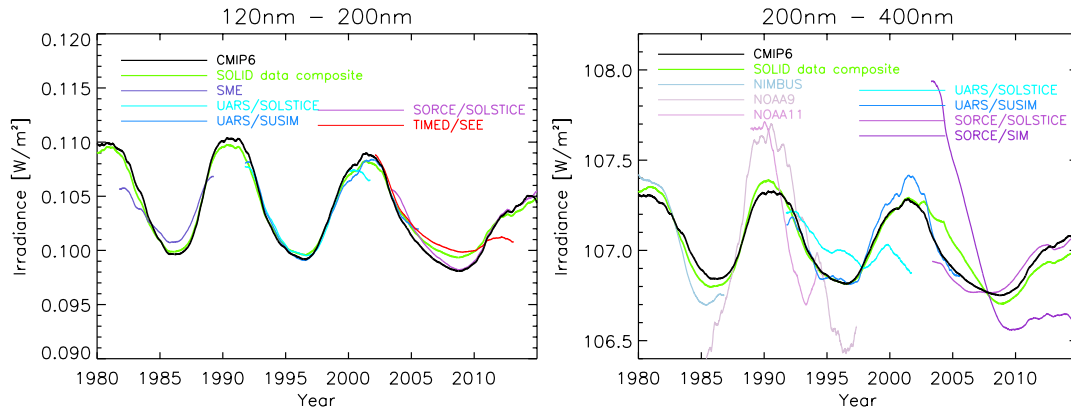 120nm – 200nm
0.120
0.115
0.110
0.105
0.100
0.095
0.090
Irradiance [W/m²]
CMIP6
SOLID data composite
SME
UARS/SOLSTICE
UARS/SUSIM
SORCE/SOLSTICE
TIMED/SEE
1980 1985 1990 1995 2000 2005 2010
Year
200nm – 400nm
108.0
107.5
107.0
106.5
106.4
Irradiance [W/m²]
CMIP6
SOLID data composite
NIMBUS
NOAA9
NOAA11
UARS/SOLSTICE
UARS/SUSIM
SORCE/SOLSTICE
SORCE/SIM
1980 1985 1990 1995 2000 2005 2010
Year